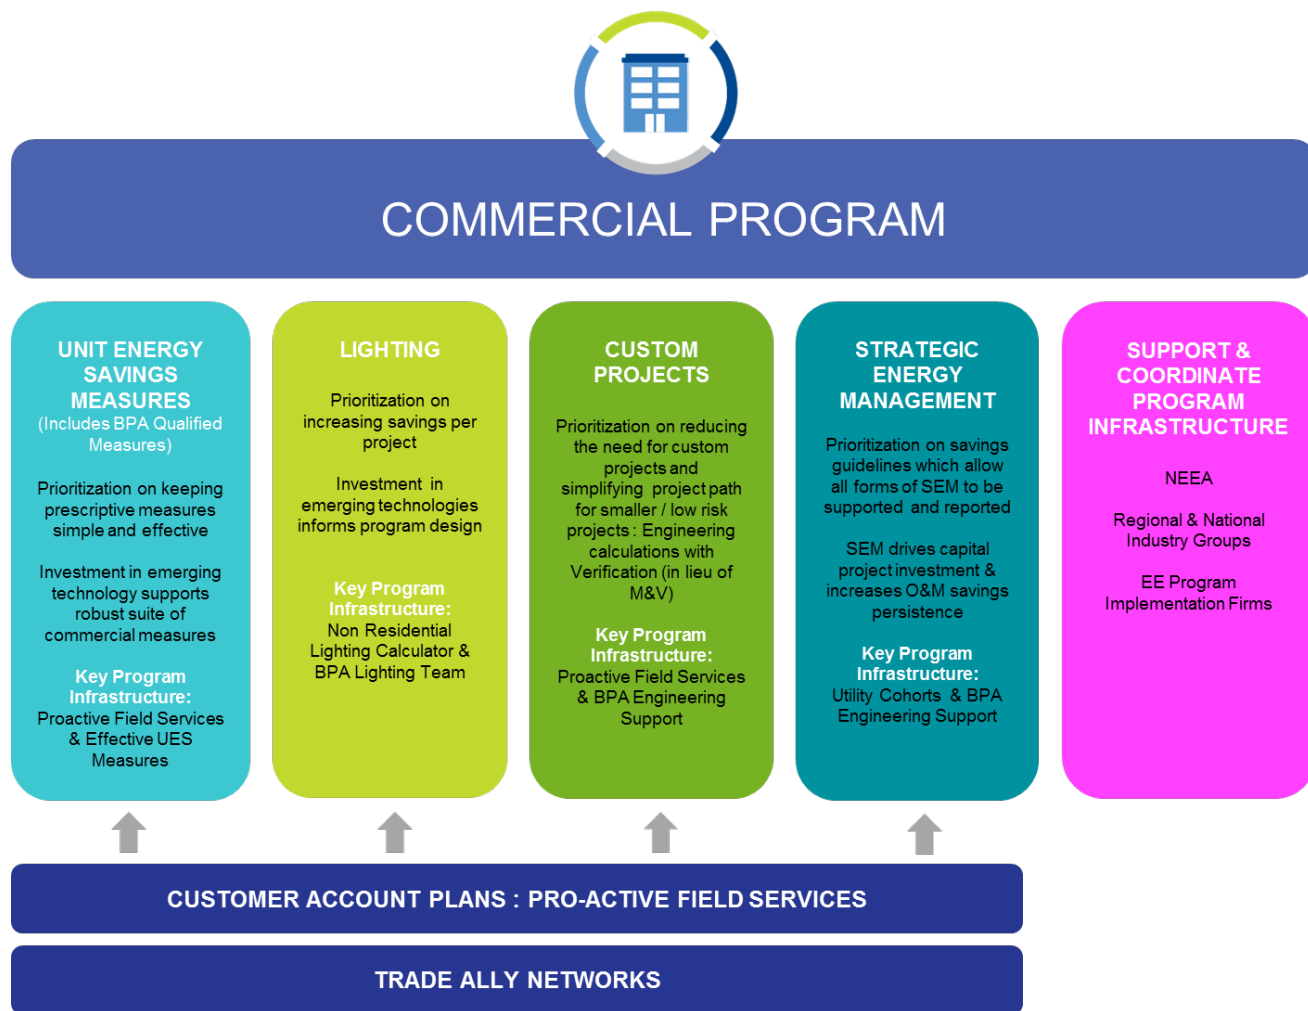 COMMERCIAL PROGRAM
UNIT ENERGY
SAVINGS
MEASURES
(Includes BPA Qualified
Measures)
Prioritization on keeping
prescriptive measures
simple and effective
Investment in emerging
technology supports
robust suite of
commercial measures
Key Program
Infrastructure:
Proactive Field Services
& Effective UES
Measures
LIGHTING
Prioritization on
increasing savings per
project
Investment in
emerging technologies
informs program design
Key Program
Infrastructure:
Non Residential
Lighting Calculator &
BPA Lighting Team
CUSTOM
PROJECTS
Prioritization on reducing
the need for custom
projects and
simplifying project path
for smaller / low risk
projects : Engineering
calculations with
Verification (in lieu of
M&V)
Key Program
Infrastructure:
Proactive Field Services
& BPA Engineering
Support
STRATEGIC
ENERGY
MANAGEMENT
Prioritization on savings
guidelines which allow
all forms of SEM to be
supported and reported
SEM drives capital
project investment &
increases O&M savings
persistence
Key Program
Infrastructure:
Utility Cohorts & BPA
Engineering Support
SUPPORT &
COORDINATE
PROGRAM
INFRASTRUCTURE
NEEA
Regional & National
Industry Groups
EE Program
Implementation Firms
CUSTOMER ACCOUNT PLANS : PRO-ACTIVE FIELD SERVICES
TRADE ALLY NETWORKS